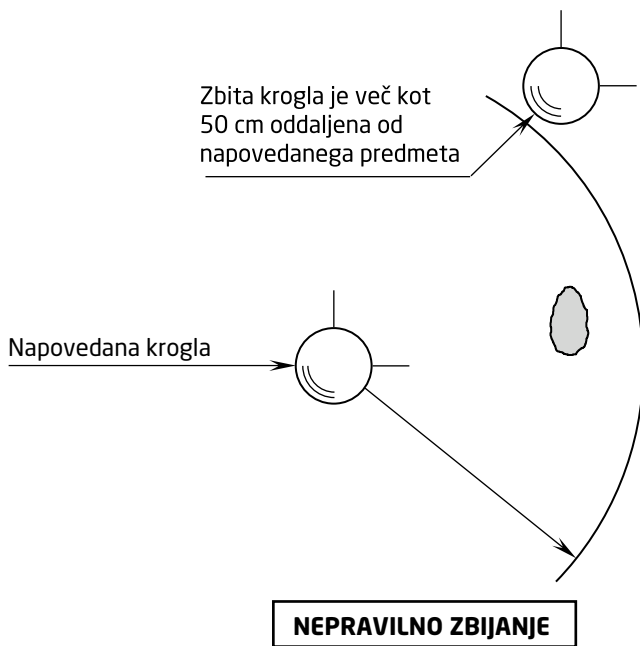 Zbita krogla je več kot
50 cm oddaljena od
napovedanega predmeta
Napovedana krogla
NEPRAVILNO ZBIJANJE